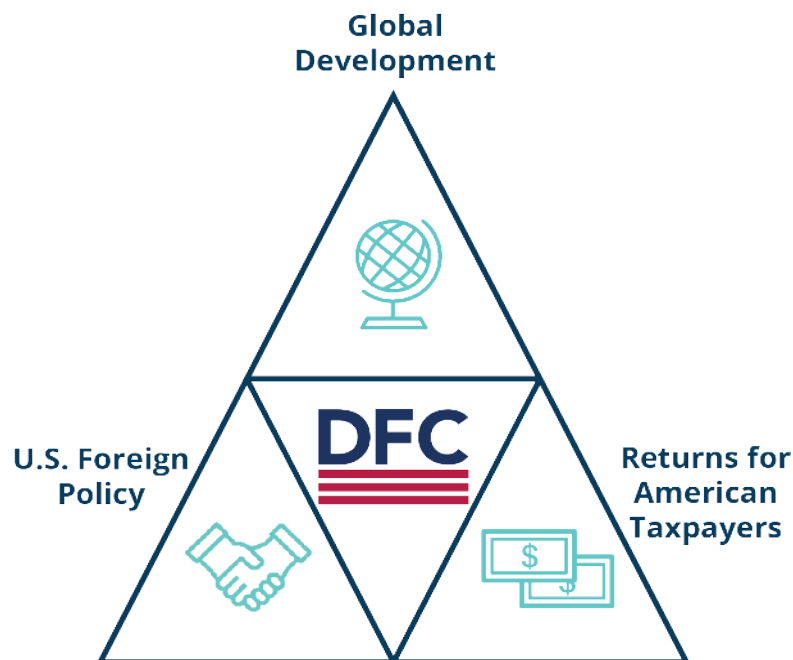 Global
Development
DFC
U.S. Foreign
Policy
Returns for
American
Taxpayers
$
$